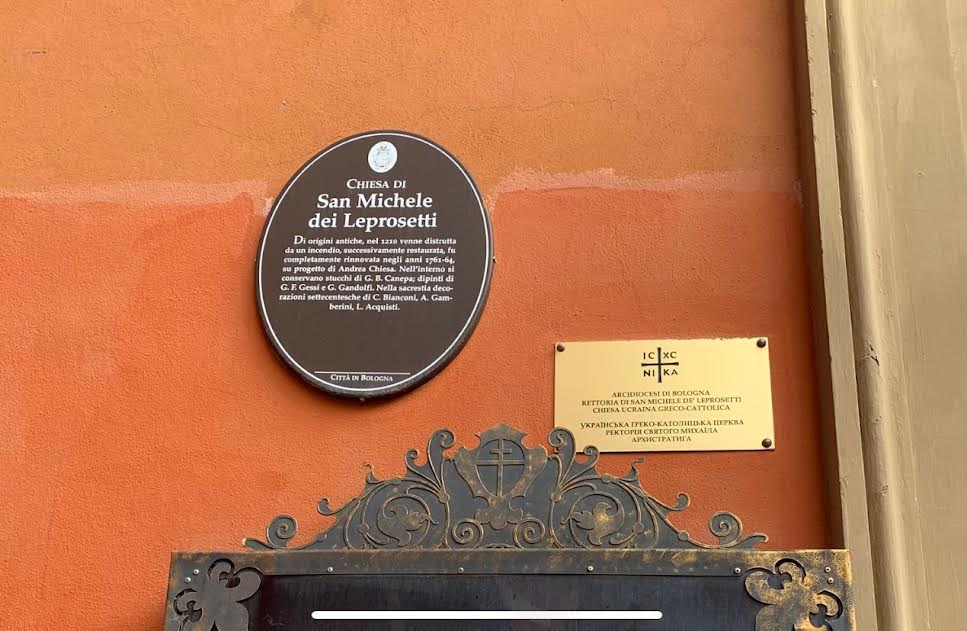 CHIESA DI
San Michele
dei Leprosetti
Di origini antiche, nel 1210 venne distrutta
da un incendio, successivamente restaurata, fu
completamente rinnovata negli anni 1761-64,
su progetto di Andrea Chiesa. Nell'interno si
conservano stucchi di G. B. Canepa; dipinti di
G. F. Gessi e G. Gandolfi. Nella sacrestia deco-
razioni settecentesche di C. Bianconi, A. Gam-
berini, L. Acquisti.
CITTÀ DI BOLOGNA
IC XC
NI KA
ARCIDIOCESI DI BOLOGNA
RETTORIA DI SAN MICHELE DE' LEPROSETTI
CHIESA UCRAINA GRECO-CATTOLICA
УКРАЇНСЬКА ГРЕКО-КАТОЛИЦЬКА ЦЕРКВА
РЕКТОРІЯ СВЯТОГО МИХАЇЛА
АРХИСТРАТИГА